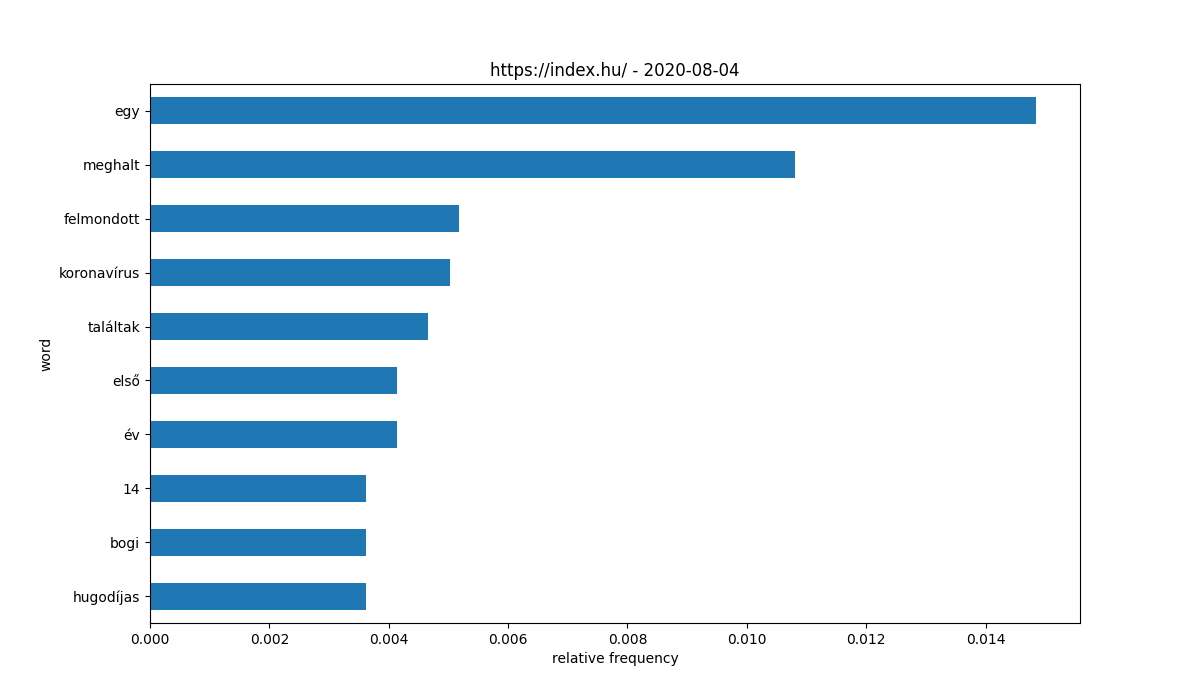 https://index.hu/ - 2020-08-04
egy
meghalt
felmondott
koronavírus
találtak
első
év
14
bogi
hugodíjas
word
0.000 0.002 0.004 0.006 0.008 0.010 0.012 0.014
relative frequency